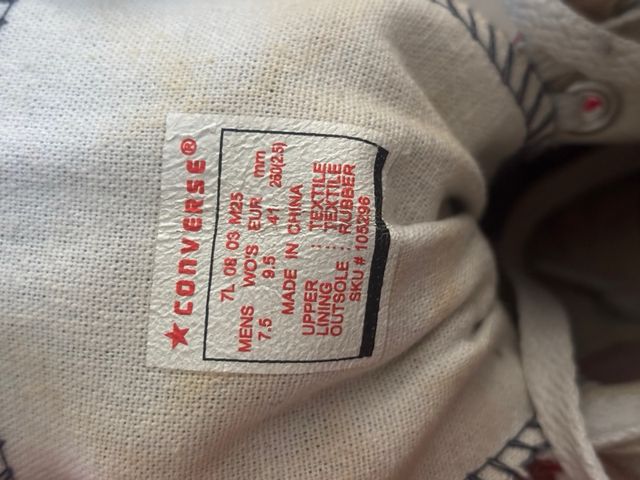 ★ CONVERSE®
7L 08 03 M25
MENS WO'S EUR mm
7.5 9.5 41 260(2.5)
MADE IN CHINA
UPPER : TEXTILE
LINING : TEXTILE
OUTSOLE : RUBBER
SKU # 105296